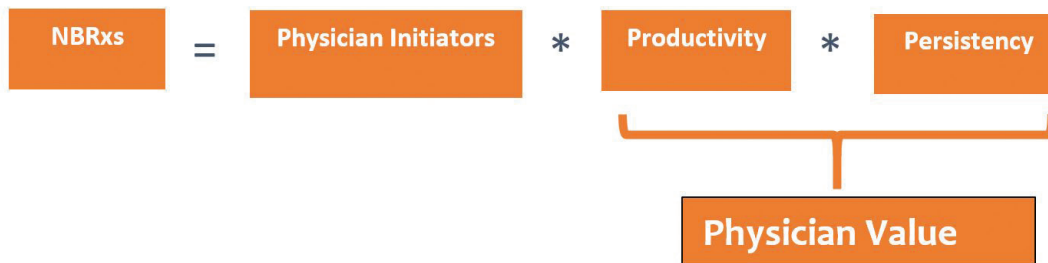 NBRxs = Physician Initiators * Productivity * Persistency
Physician Value